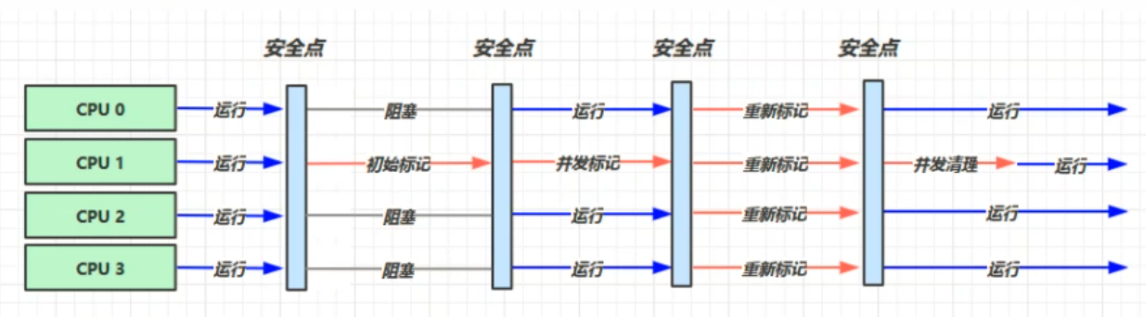 安全点 安全点 安全点 安全点
CPU 0 运行 阻塞 运行 重新标记 运行
CPU 1 运行 初始标记 并发标记 重新标记 并发清理 运行
CPU 2 运行 阻塞 运行 重新标记 运行
CPU 3 运行 阻塞 运行 重新标记 运行